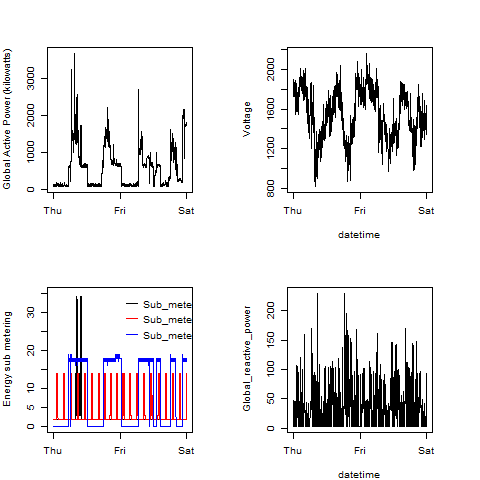 Global Active Power (kilowatts)
3000
2000
1000
0
Thu Fri Sat
Voltage
2000
1600
1200
800
Thu Fri Sat
datetime
Energy sub metering
30
20
10
5
0
Sub_mete
Sub_mete
Sub_mete
Thu Fri Sat
Global_reactive_power
200
150
100
50
0
Thu Fri Sat
datetime